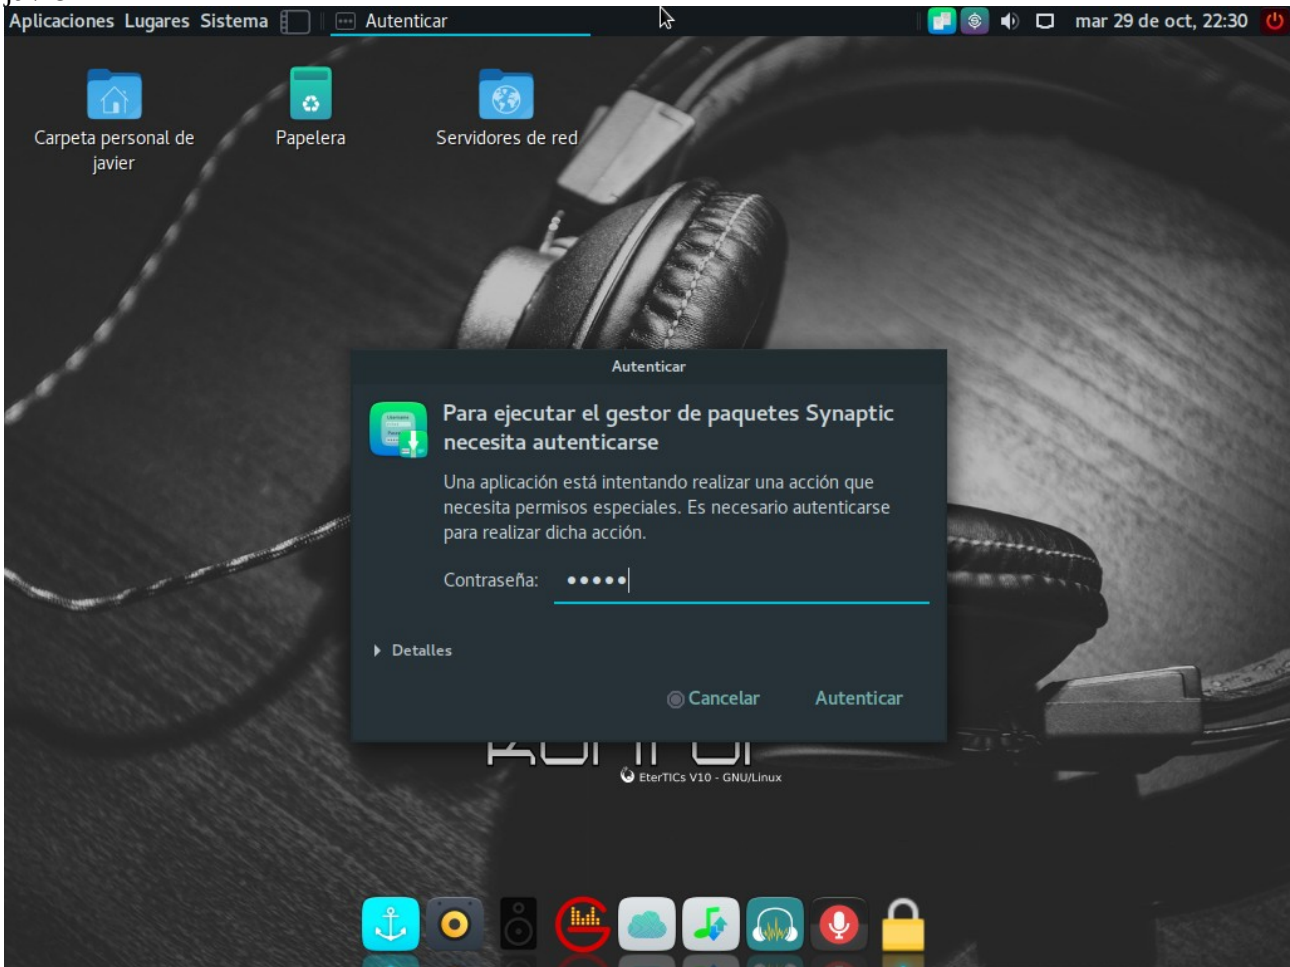 Aplicaciones Lugares Sistema Autenticar mar 29 de oct, 22:30
Carpeta personal de
javier
Papelera
Servidores de red
Autenticar
Para ejecutar el gestor de paquetes Synaptic
necesita autenticarse
Una aplicación está intentando realizar una acción que
necesita permisos especiales. Es necesario autenticarse
para realizar dicha acción.
Contraseña: •••••
Detalles
Cancelar Autenticar
EterTICs V10 - GNU/Linux